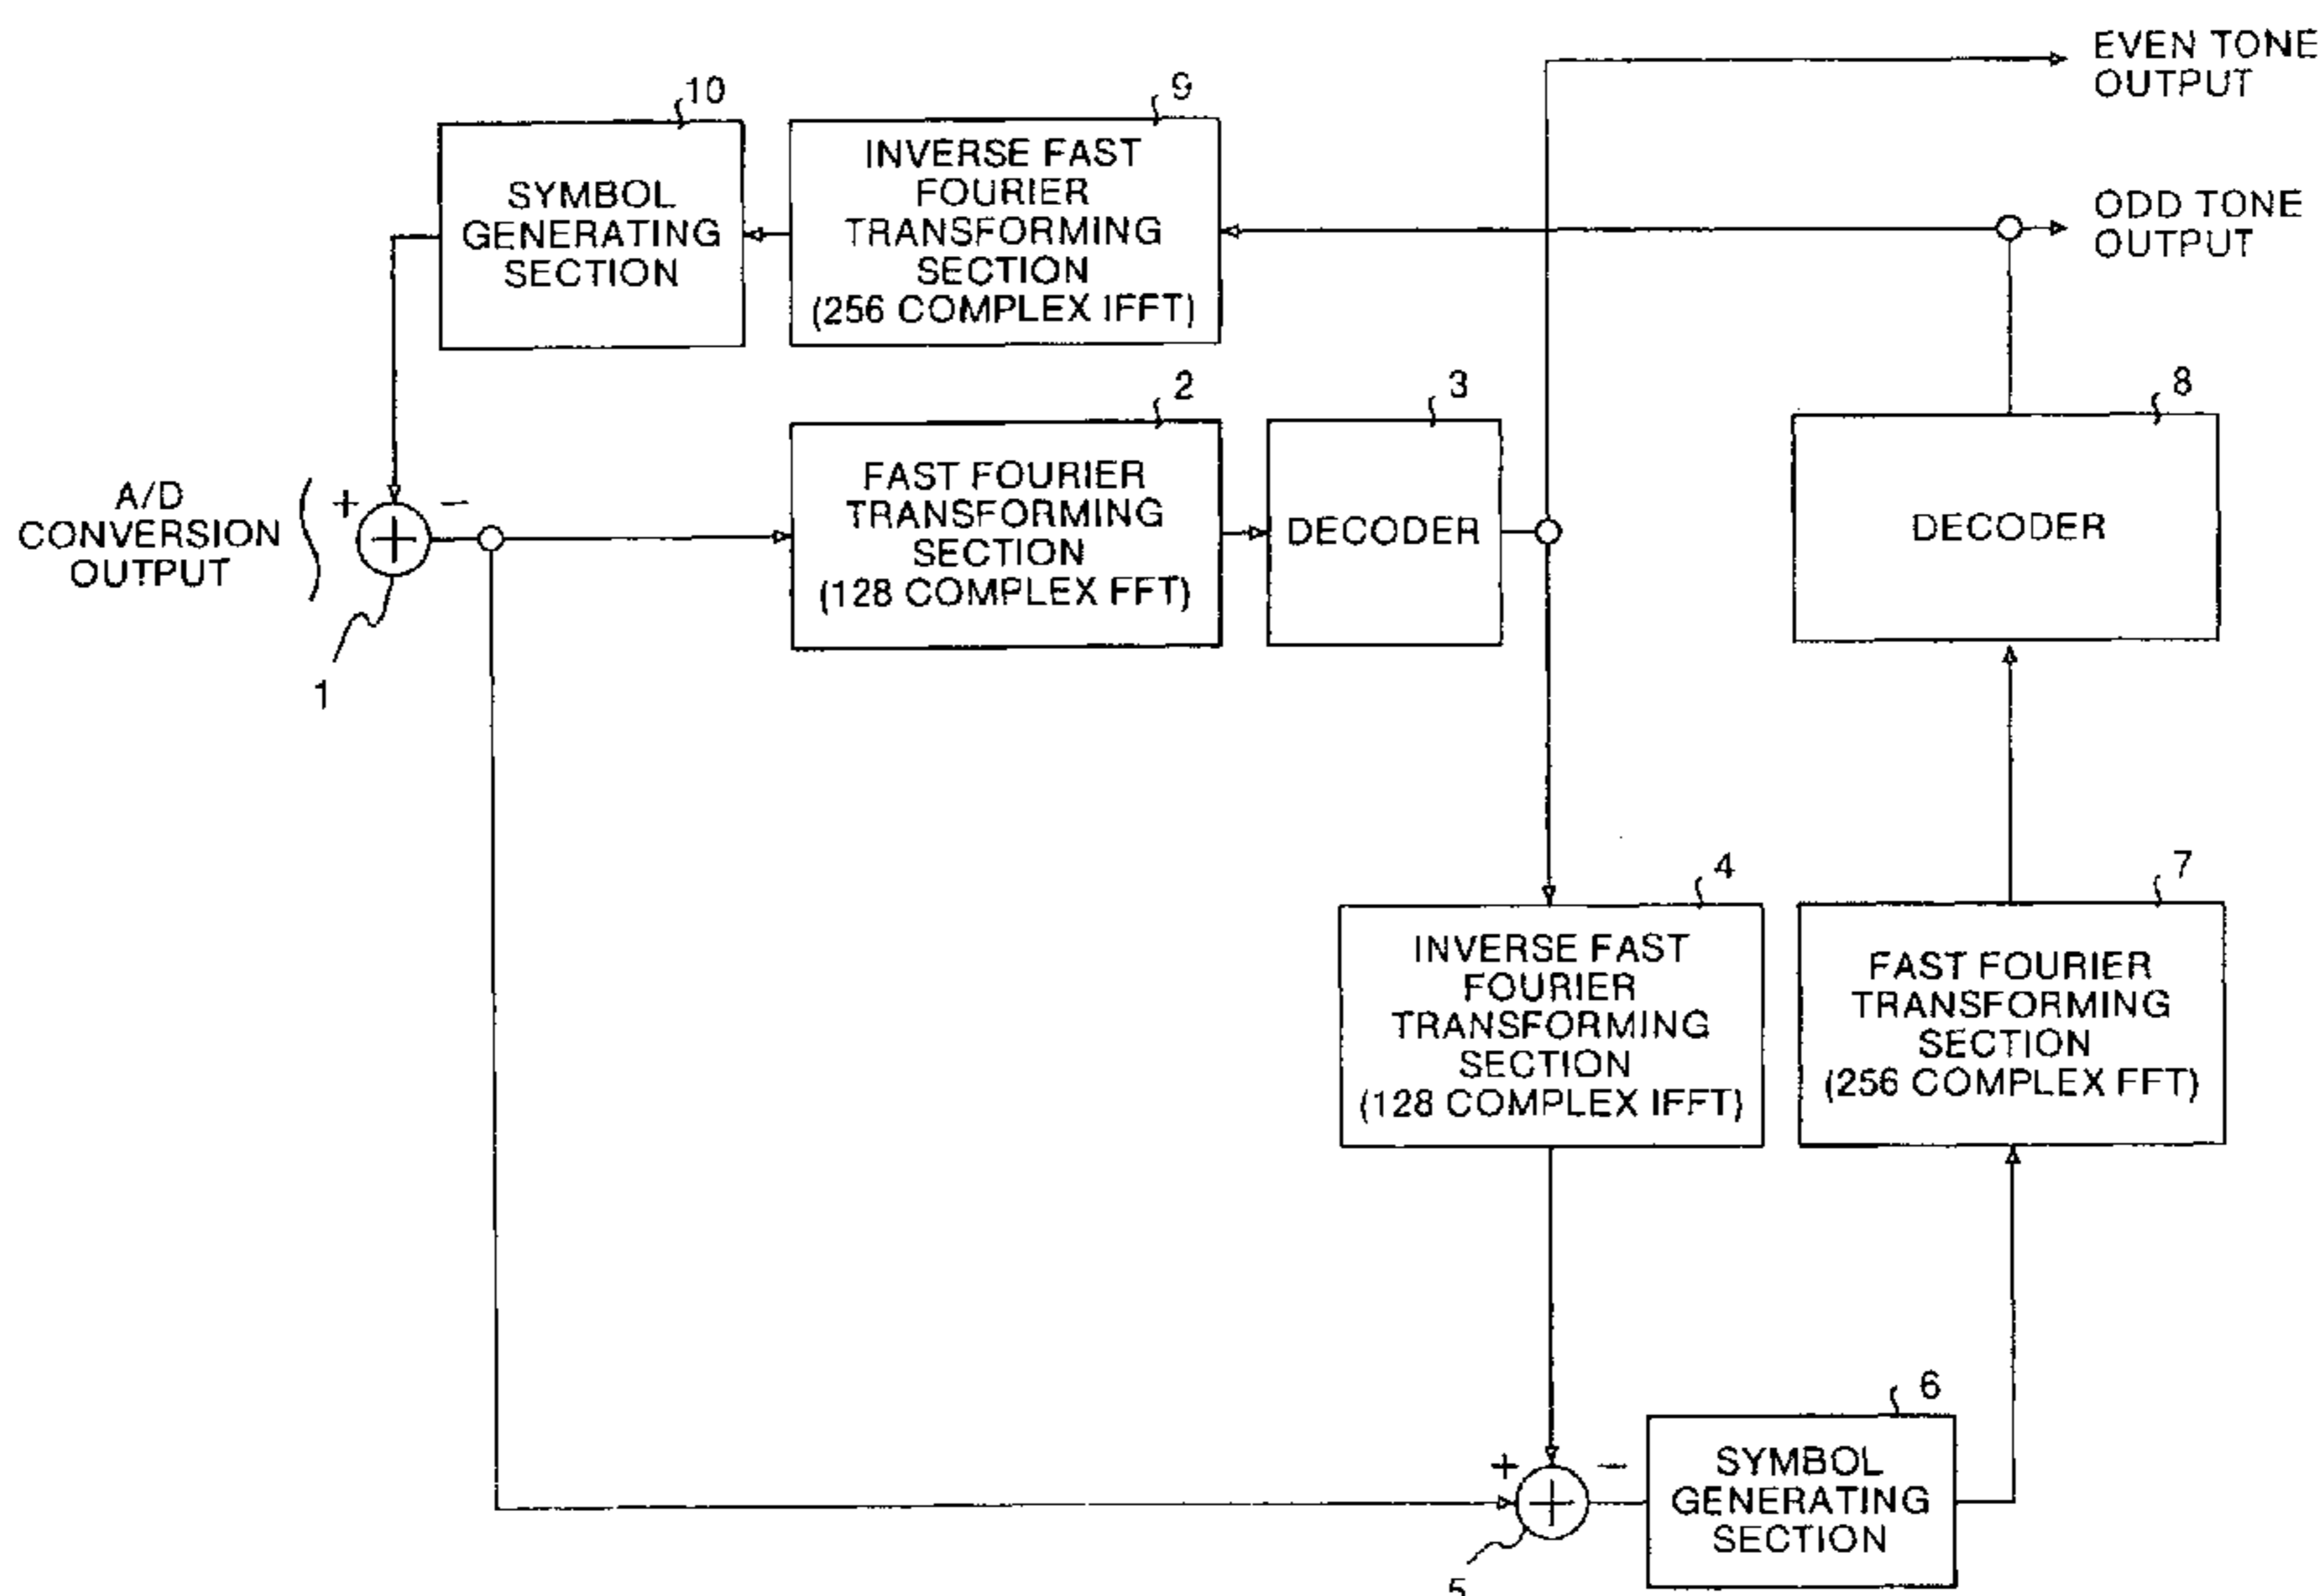 EVEN TONE
OUTPUT
10
9
SYMBOL
GENERATING
SECTION
INVERSE FAST
FOURIER
TRANSFORMING
SECTION
(256 COMPLEX IFFT)
ODD TONE
OUTPUT
2
3
8
A/D
CONVERSION
OUTPUT
+
−
+
FAST FOURIER
TRANSFORMING
SECTION
(128 COMPLEX FFT)
DECODER
DECODER
1
4
7
INVERSE FAST
FOURIER
TRANSFORMING
SECTION
(128 COMPLEX IFFT)
FAST FOURIER
TRANSFORMING
SECTION
(256 COMPLEX FFT)
6
+
−
+
SYMBOL
GENERATING
SECTION
5